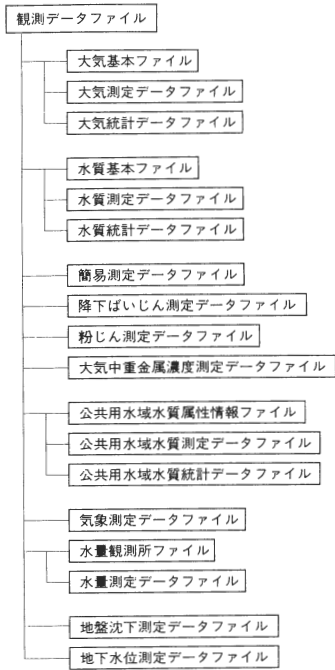 観測データファイル
大気基本ファイル
大気測定データファイル
大気統計データファイル
水質基本ファイル
水質測定データファイル
水質統計データファイル
簡易測定データファイル
降下ばいじん測定データファイル
粉じん測定データファイル
大気中重金属濃度測定データファイル
公共用水域水質属性情報ファイル
公共用水域水質測定データファイル
公共用水域水質統計データファイル
気象測定データファイル
水量観測所ファイル
水量測定データファイル
地盤沈下測定データファイル
地下水位測定データファイル